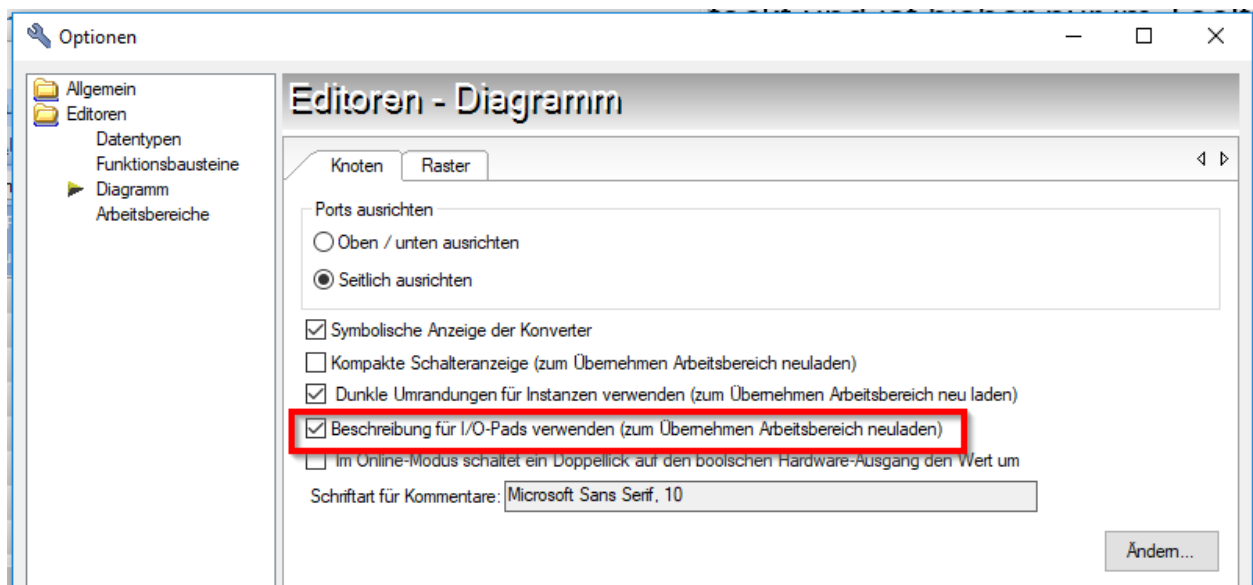 Optionen
Allgemein
Editoren
Datentypen
Funktionsbausteine
Diagramm
Arbeitsbereiche
Editoren - Diagramm
Knoten
Raster
Ports ausrichten
Oben / unten ausrichten
Seitlich ausrichten
Symbolische Anzeige der Konverter
Kompakte Schalteranzeige (zum Übernehmen Arbeitsbereich neuladen)
Dunkle Umrandungen für Instanzen verwenden (zum Übernehmen Arbeitsbereich neu laden)
Beschreibung für I/O-Pads verwenden (zum Übernehmen Arbeitsbereich neuladen)
Im Online-Modus schaltet ein Doppellick auf den boolschen Hardware-Ausgang den Wert um
Schriftart für Kommentare: Microsoft Sans Serif, 10
Ändern...